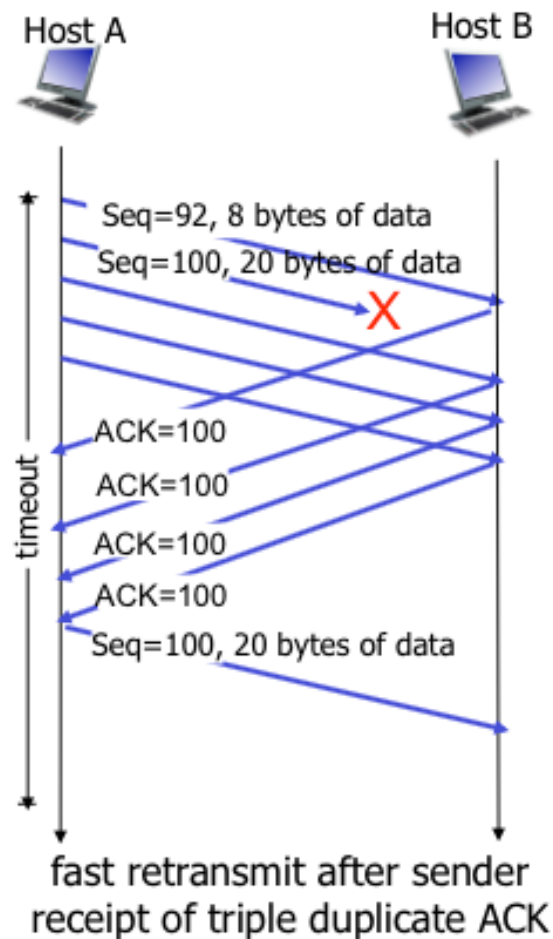 Host A
Host B
Seq=92, 8 bytes of data
Seq=100, 20 bytes of data
X
ACK=100
ACK=100
ACK=100
ACK=100
timeout
Seq=100, 20 bytes of data
fast retransmit after sender
receipt of triple duplicate ACK